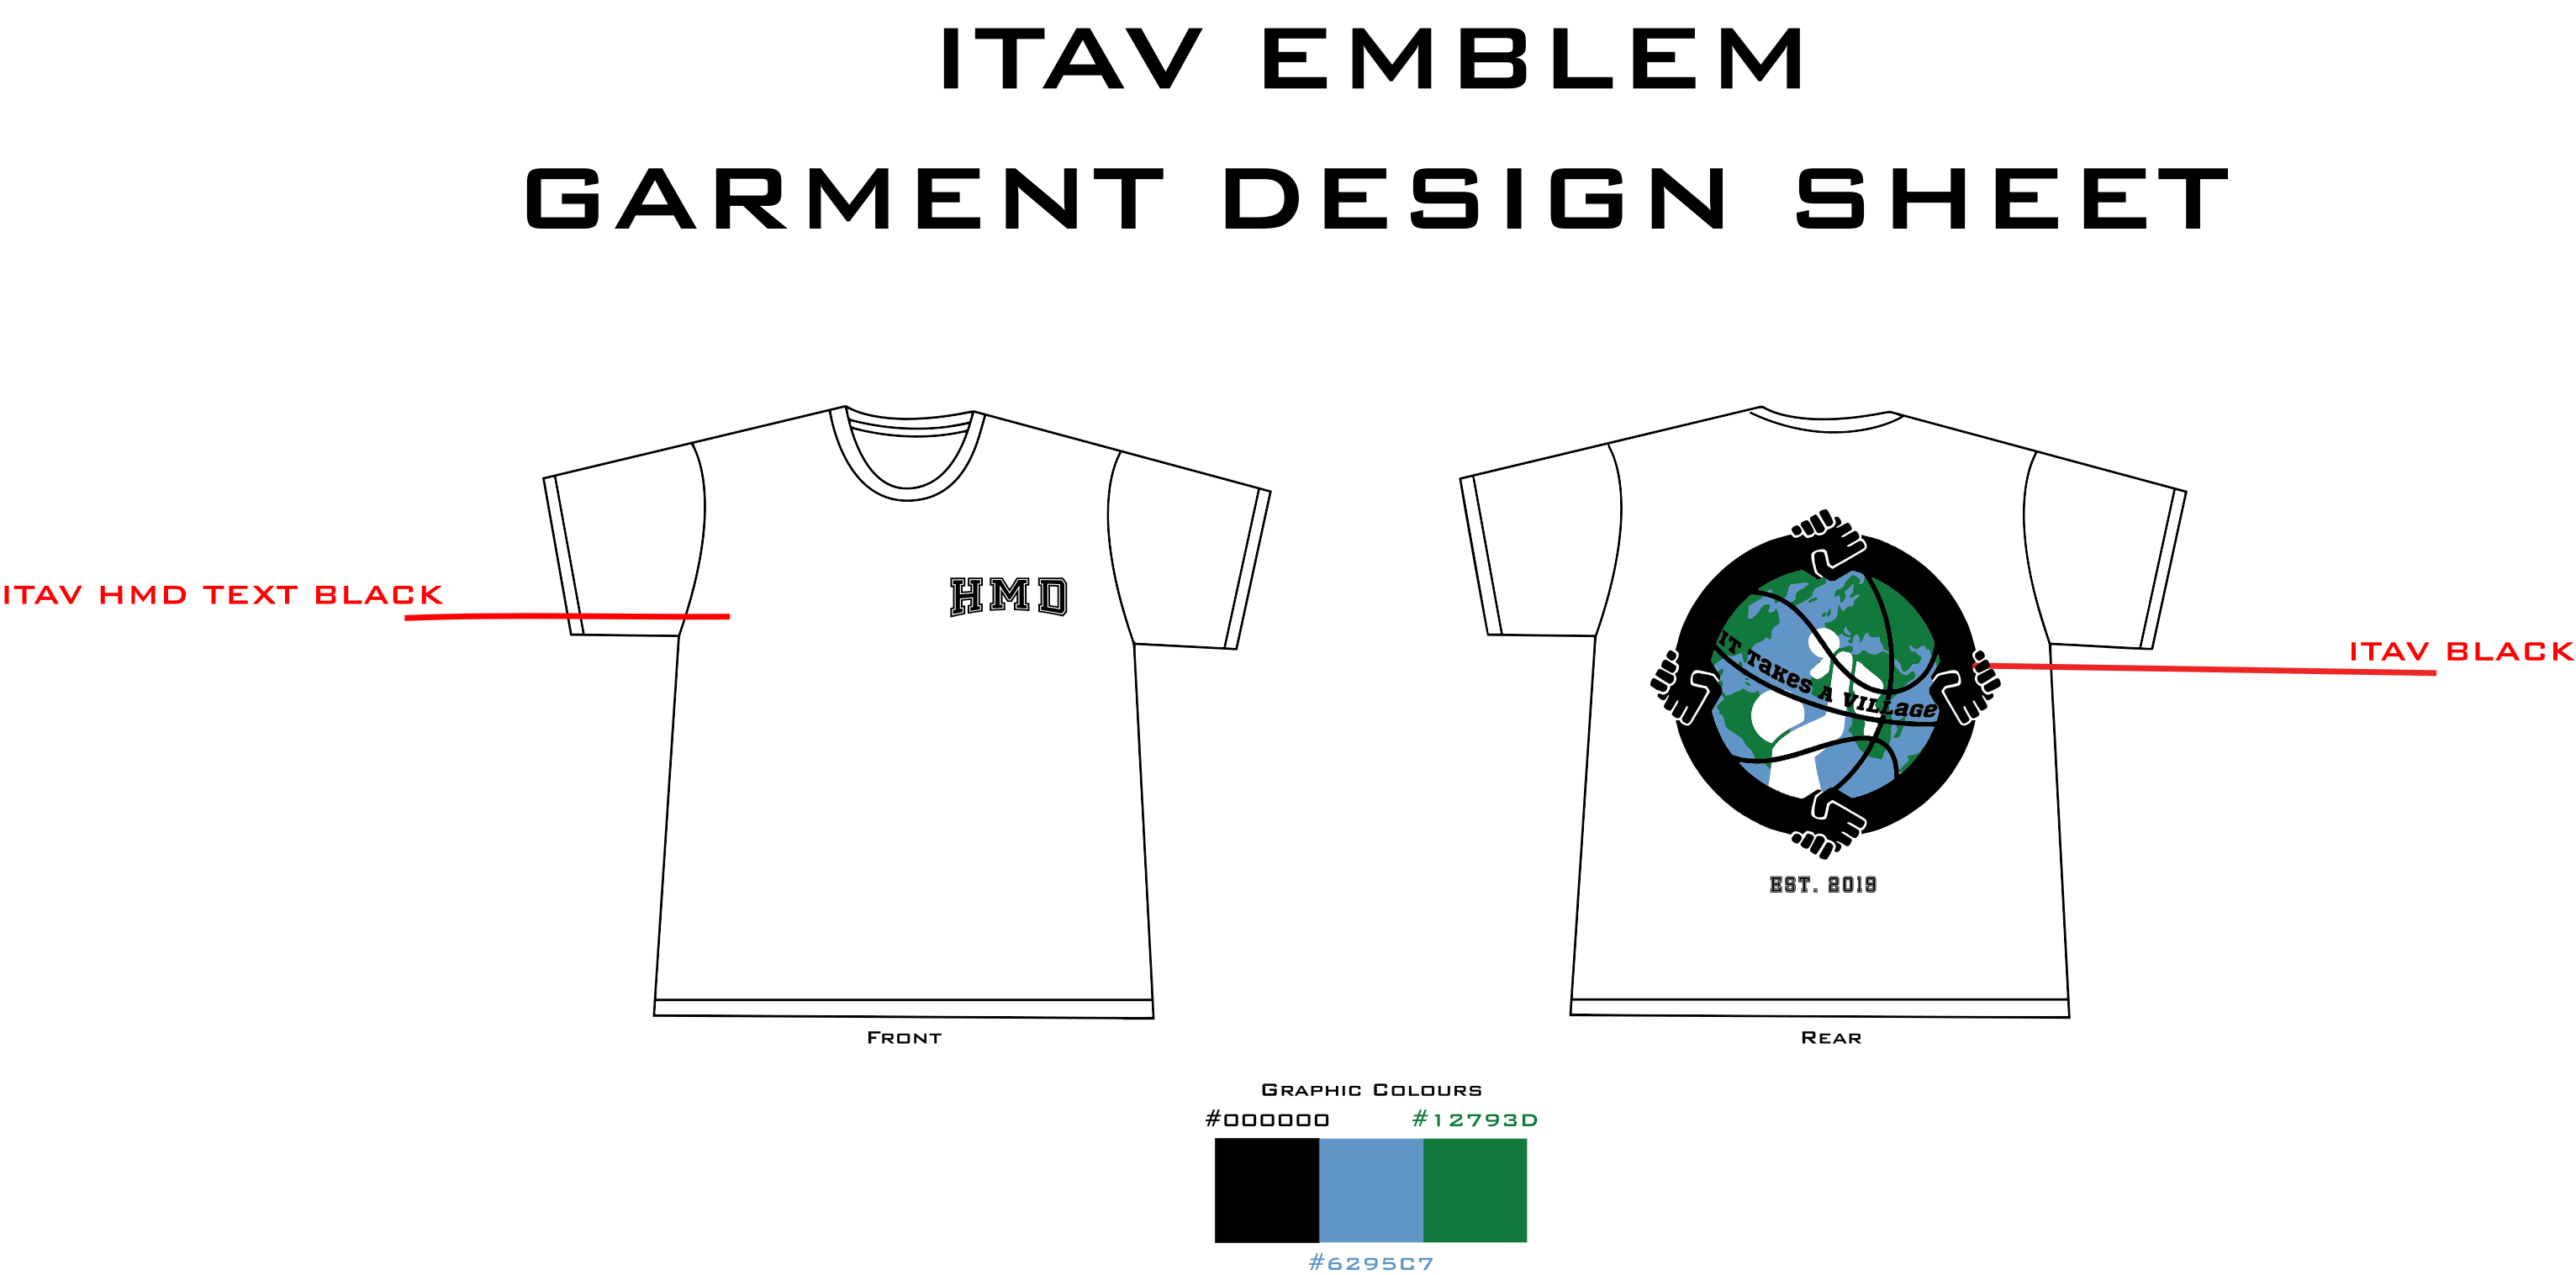 ITAV EMBLEM
GARMENT DESIGN SHEET
ITAV HMD TEXT BLACK
HMD
IT TaKes A VILLage
ITAV BLACK
EST. 2019
Front
Rear
Graphic Colours
#000000
#12793D
#6295C7